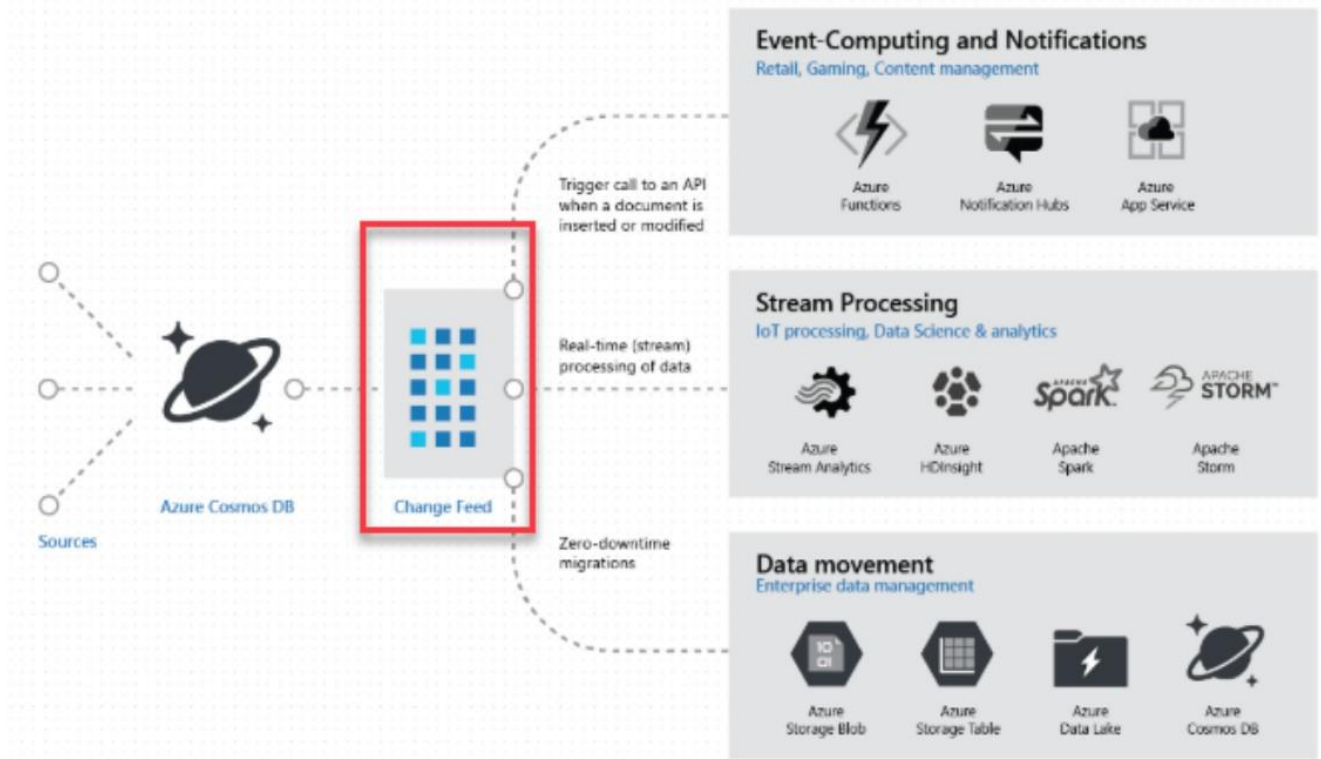 Event-Computing and Notifications
Retail, Gaming, Content management
Azure
Functions
Azure
Notification Hubs
Azure
App Service
Trigger call to an API
when a document is
inserted or modified
Stream Processing
IoT processing, Data Science & analytics
APACHE
Spark
APACHE
STORM™
Azure
Stream Analytics
Azure
HDInsight
Apache
Spark
Apache
Storm
Real-time (stream)
processing of data
Azure Cosmos DB
Change Feed
Sources
Zero-downtime
migrations
Data movement
Enterprise data management
10
01
Azure
Storage Blob
Azure
Storage Table
Azure
Data Lake
Azure
Cosmos DB